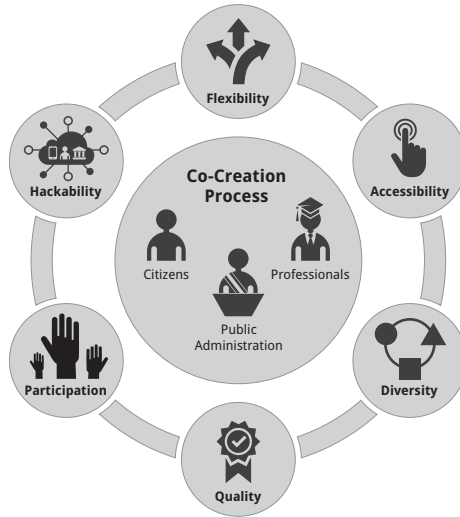 Flexibility
Hackability
Accessibility
Co-Creation
Process
Citizens
Professionals
Public
Administration
Participation
Diversity
Quality